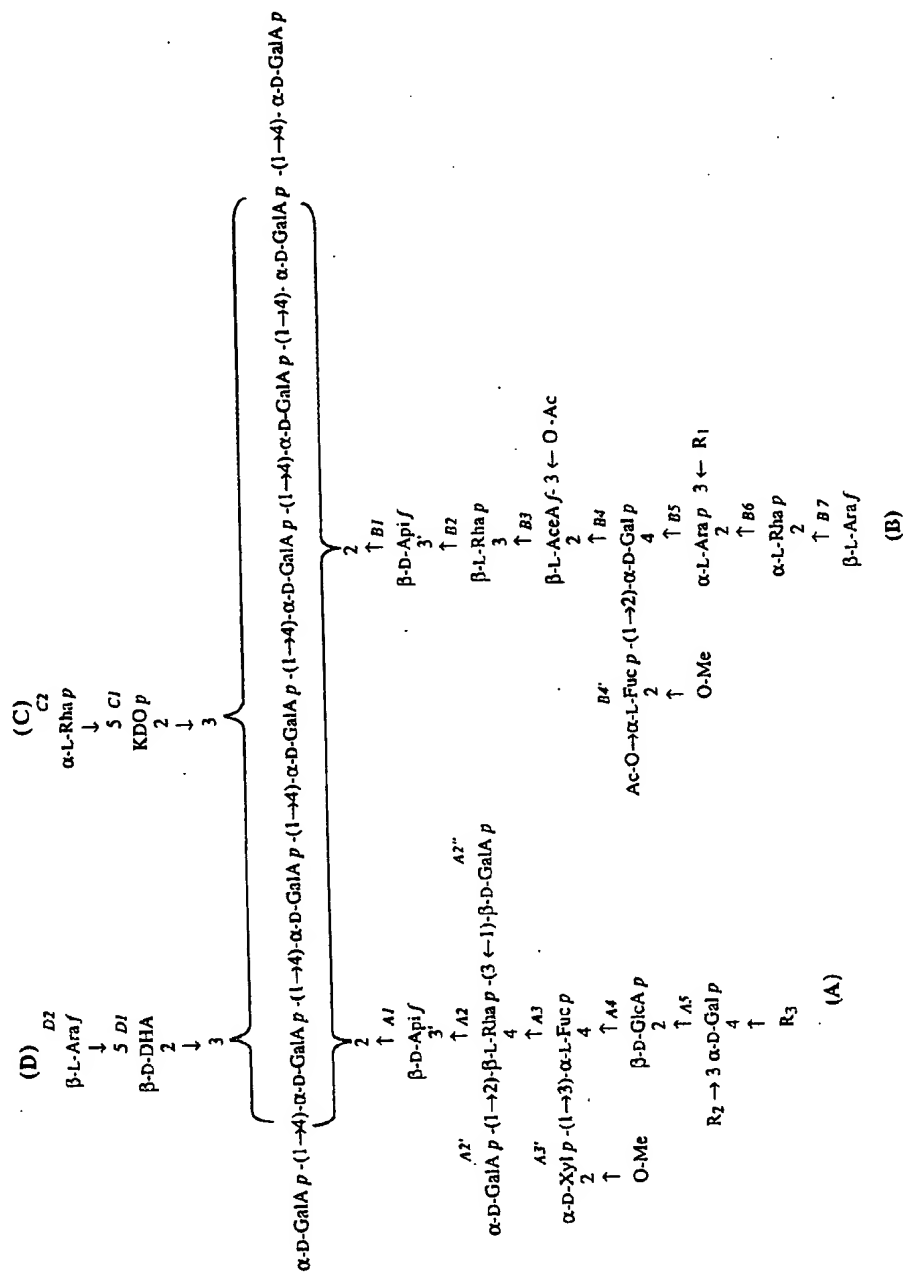 (D) (C)
D2 C2
β-L-Araf α-L-Rhap
↓ ↓
5 D1 5 C1
β-D-DHA KDOp
2 2
↓ ↓
3 3
α-D-GalAp-(1→4)-α-D-GalAp-(1→4)-α-D-GalAp-(1→4)-α-D-GalAp-(1→4)-α-D-GalAp-(1→4)-α-D-GalAp-(1→4)-α-D-GalAp-(1→4)-α-D-GalAp-(1→4)-α-D-GalAp
2 2
↑ A1 ↑ B1
β-D-Apif β-D-Apif
3' 3'
↑ A2 ↑ B2
A2' A2" β-L-Rhap
α-D-GalAp-(1→2)-β-L-Rhap-(3←1)-β-D-GalAp 3
4 ↑ B3
A3' ↑ A3 β-L-AceAf-3←O-Ac
α-D-Xylp-(1→3)-α-L-Fucp 2
2 4 B4' ↑ B4
↑ ↑ A4 Ac-O→α-L-Fucp-(1→2)-α-D-Galp
O-Me β-D-GlcAp 2 4
2 ↑ ↑ B5
↑ A5 O-Me α-L-Arap 3←R1
R2→3 α-D-Galp 2
4 ↑ B6
↑ α-L-Rhap
R3 2
(A) ↑ B7
β-L-Araf
(B)